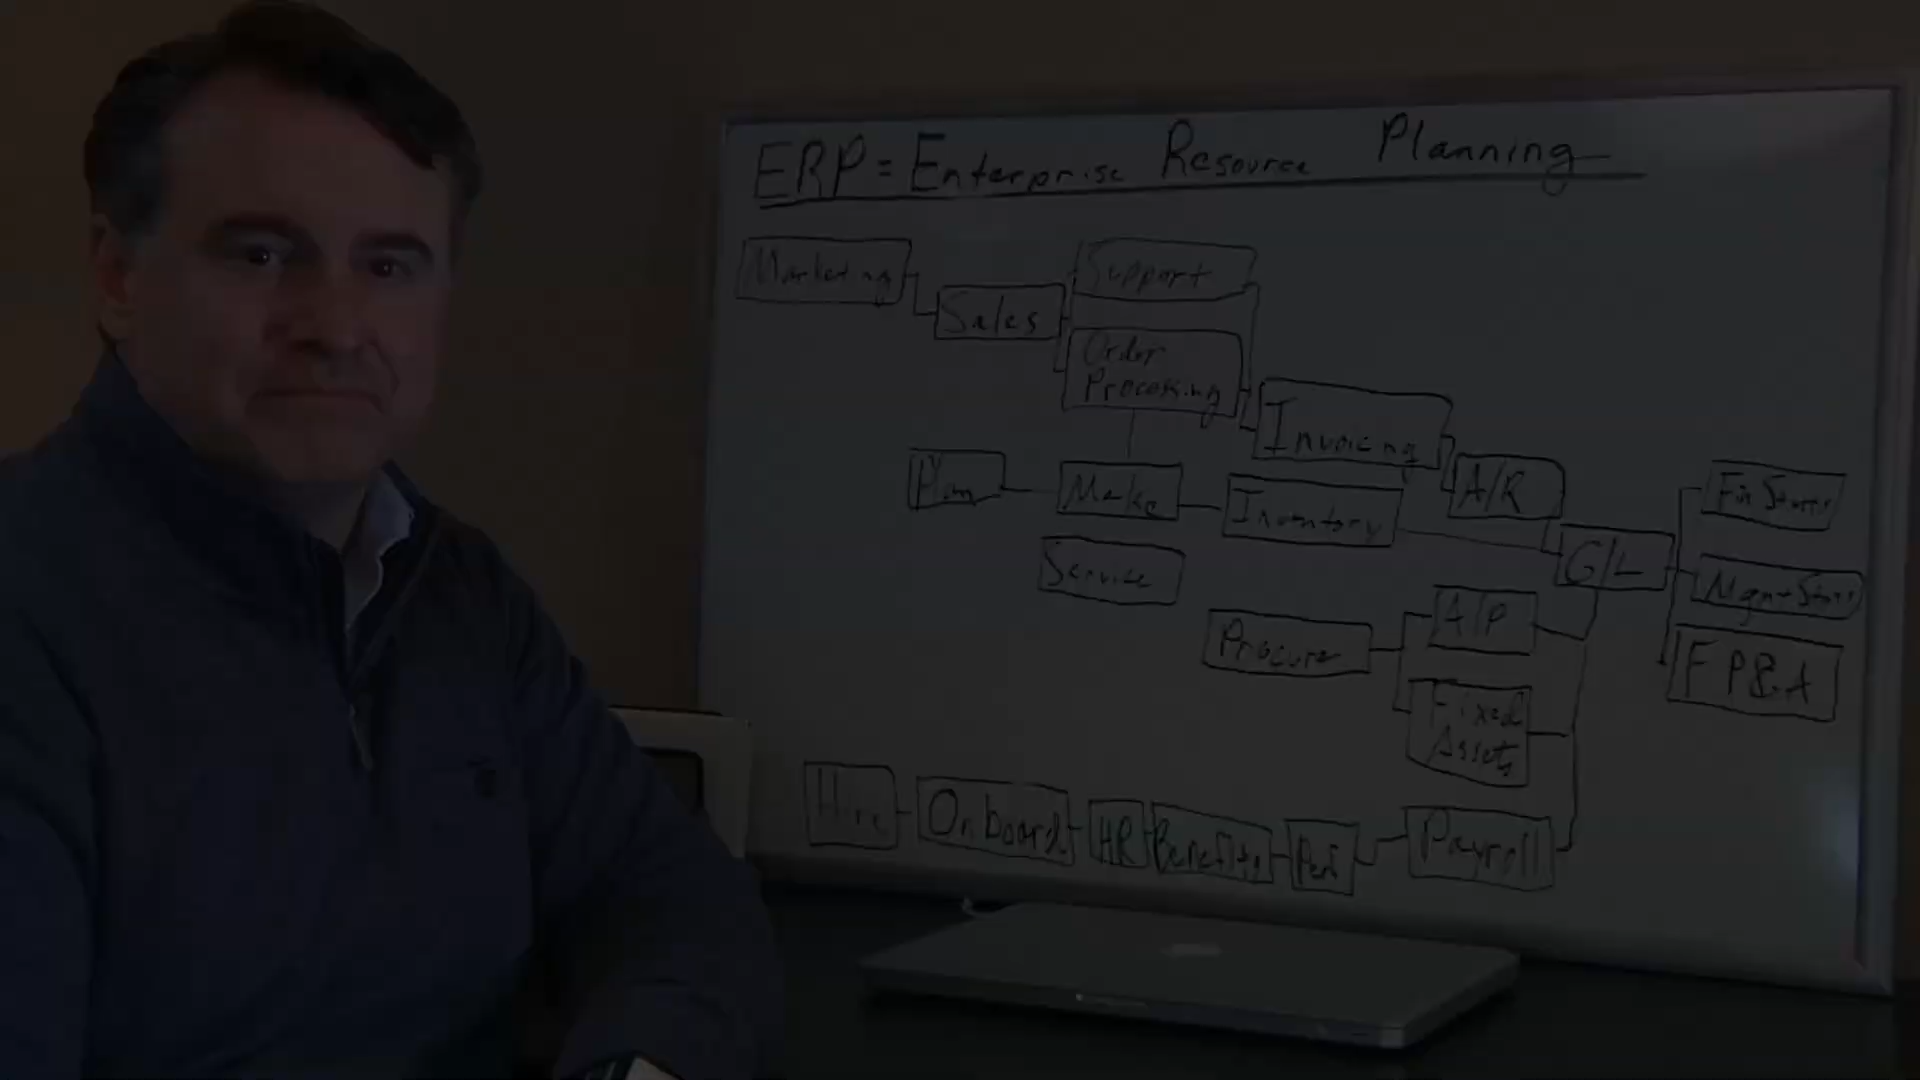 ERP = Enterprise Resource Planning
Marketing
Support
Sales
Order
Processing
Invoicing
Plan
Make
Inventory
A/R
Fin Stmts
Service
G/L
Mgmt Stmts
Procure
A/P
FP&A
Fixed
Assets
Hire
Onboard
HR
Benefits
Payroll